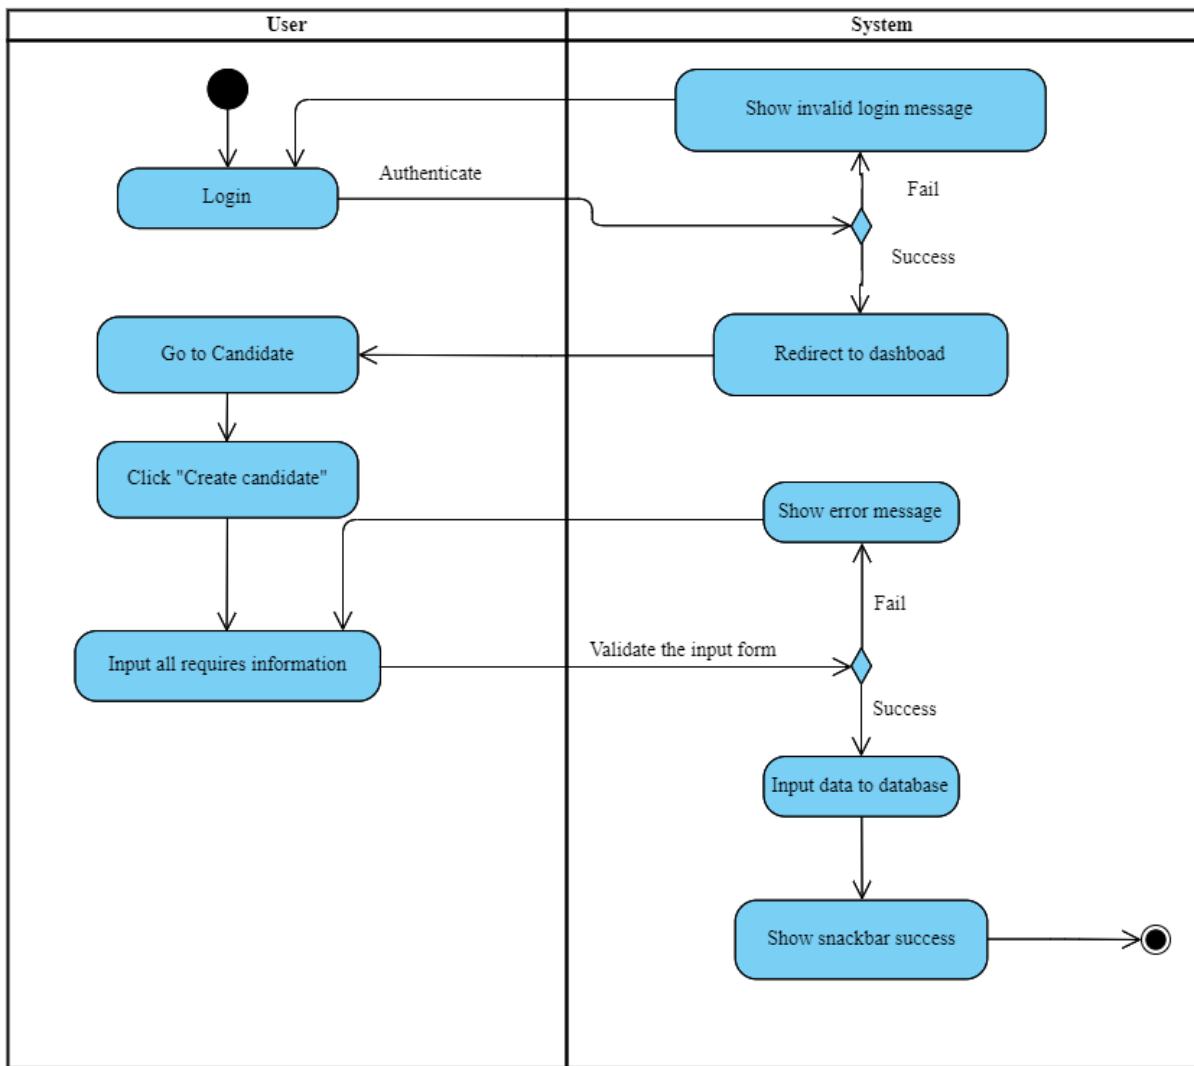 User
System
Show invalid login message
Login
Authenticate
Fail
Success
Go to Candidate
Redirect to dashboad
Click "Create candidate"
Show error message
Fail
Input all requires information
Validate the input form
Success
Input data to database
Show snackbar success